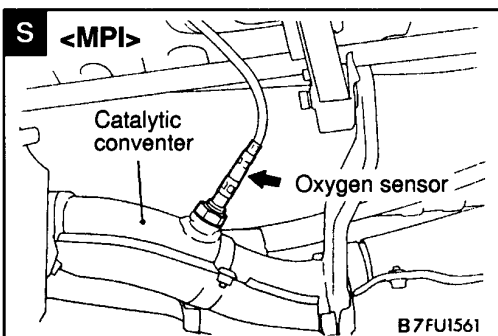 S <MPI>
Catalytic
conventer
Oxygen sensor
B7FU1561